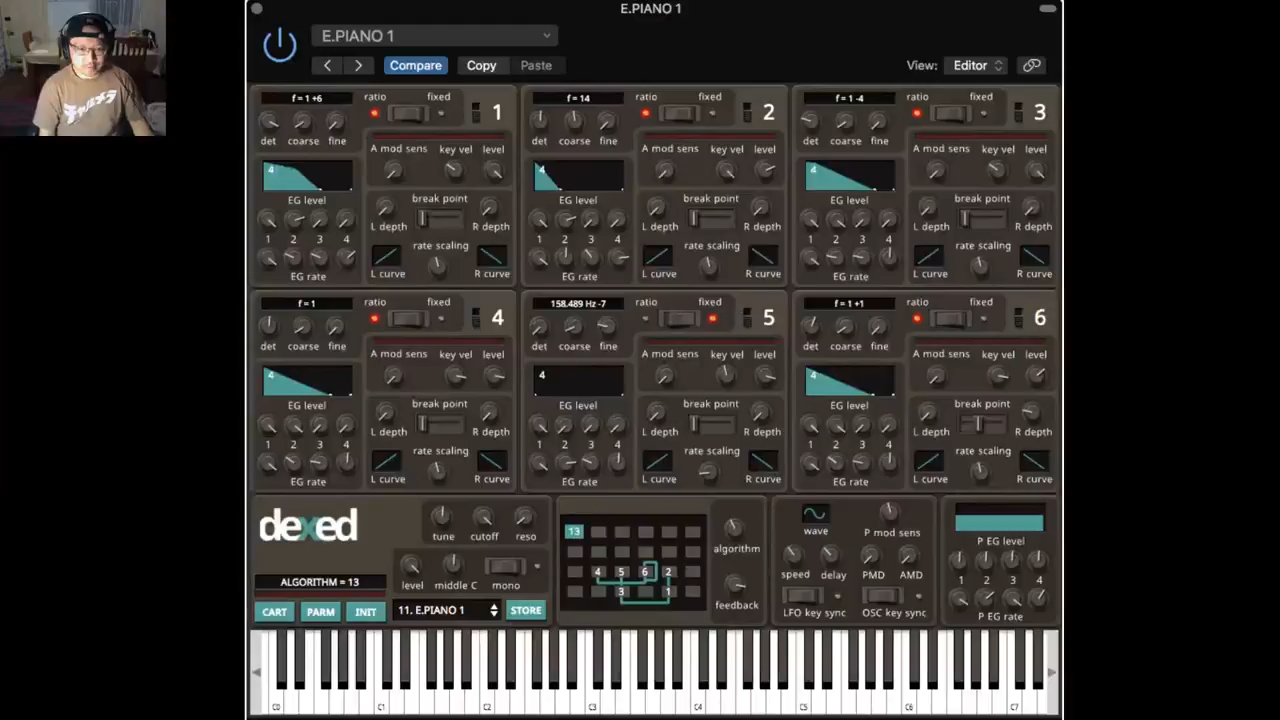 E.PIANO 1
チャルメラ
E.PIANO 1
Compare
Copy
Paste
View:
Editor
f = 1 +6
ratio
fixed
1
det
coarse
fine
A mod sens
key vel
level
4
EG level
break point
L depth
R depth
1 2 3 4
rate scaling
EG rate
L curve
R curve
f = 14
ratio
fixed
2
det
coarse
fine
A mod sens
key vel
level
4
EG level
break point
L depth
R depth
1 2 3 4
rate scaling
EG rate
L curve
R curve
f = 1 -4
ratio
fixed
3
det
coarse
fine
A mod sens
key vel
level
4
EG level
break point
L depth
R depth
1 2 3 4
rate scaling
EG rate
L curve
R curve
f = 1
ratio
fixed
4
det
coarse
fine
A mod sens
key vel
level
4
EG level
break point
L depth
R depth
1 2 3 4
rate scaling
EG rate
L curve
R curve
158.489 Hz -7
ratio
fixed
5
det
coarse
fine
A mod sens
key vel
level
4
EG level
break point
L depth
R depth
1 2 3 4
rate scaling
EG rate
L curve
R curve
f = 1 +1
ratio
fixed
6
det
coarse
fine
A mod sens
key vel
level
4
EG level
break point
L depth
R depth
1 2 3 4
rate scaling
EG rate
L curve
R curve
dexed
tune
cutoff
reso
level
middle C
mono
ALGORITHM = 13
CART
PARM
INIT
11. E.PIANO 1
STORE
13
4 5 6 2
3 1
algorithm
feedback
wave
P mod sens
speed
delay
PMD
AMD
LFO key sync
OSC key sync
P EG level
1 2 3 4
P EG rate
C0 C1 C2 C3 C4 C5 C6 C7